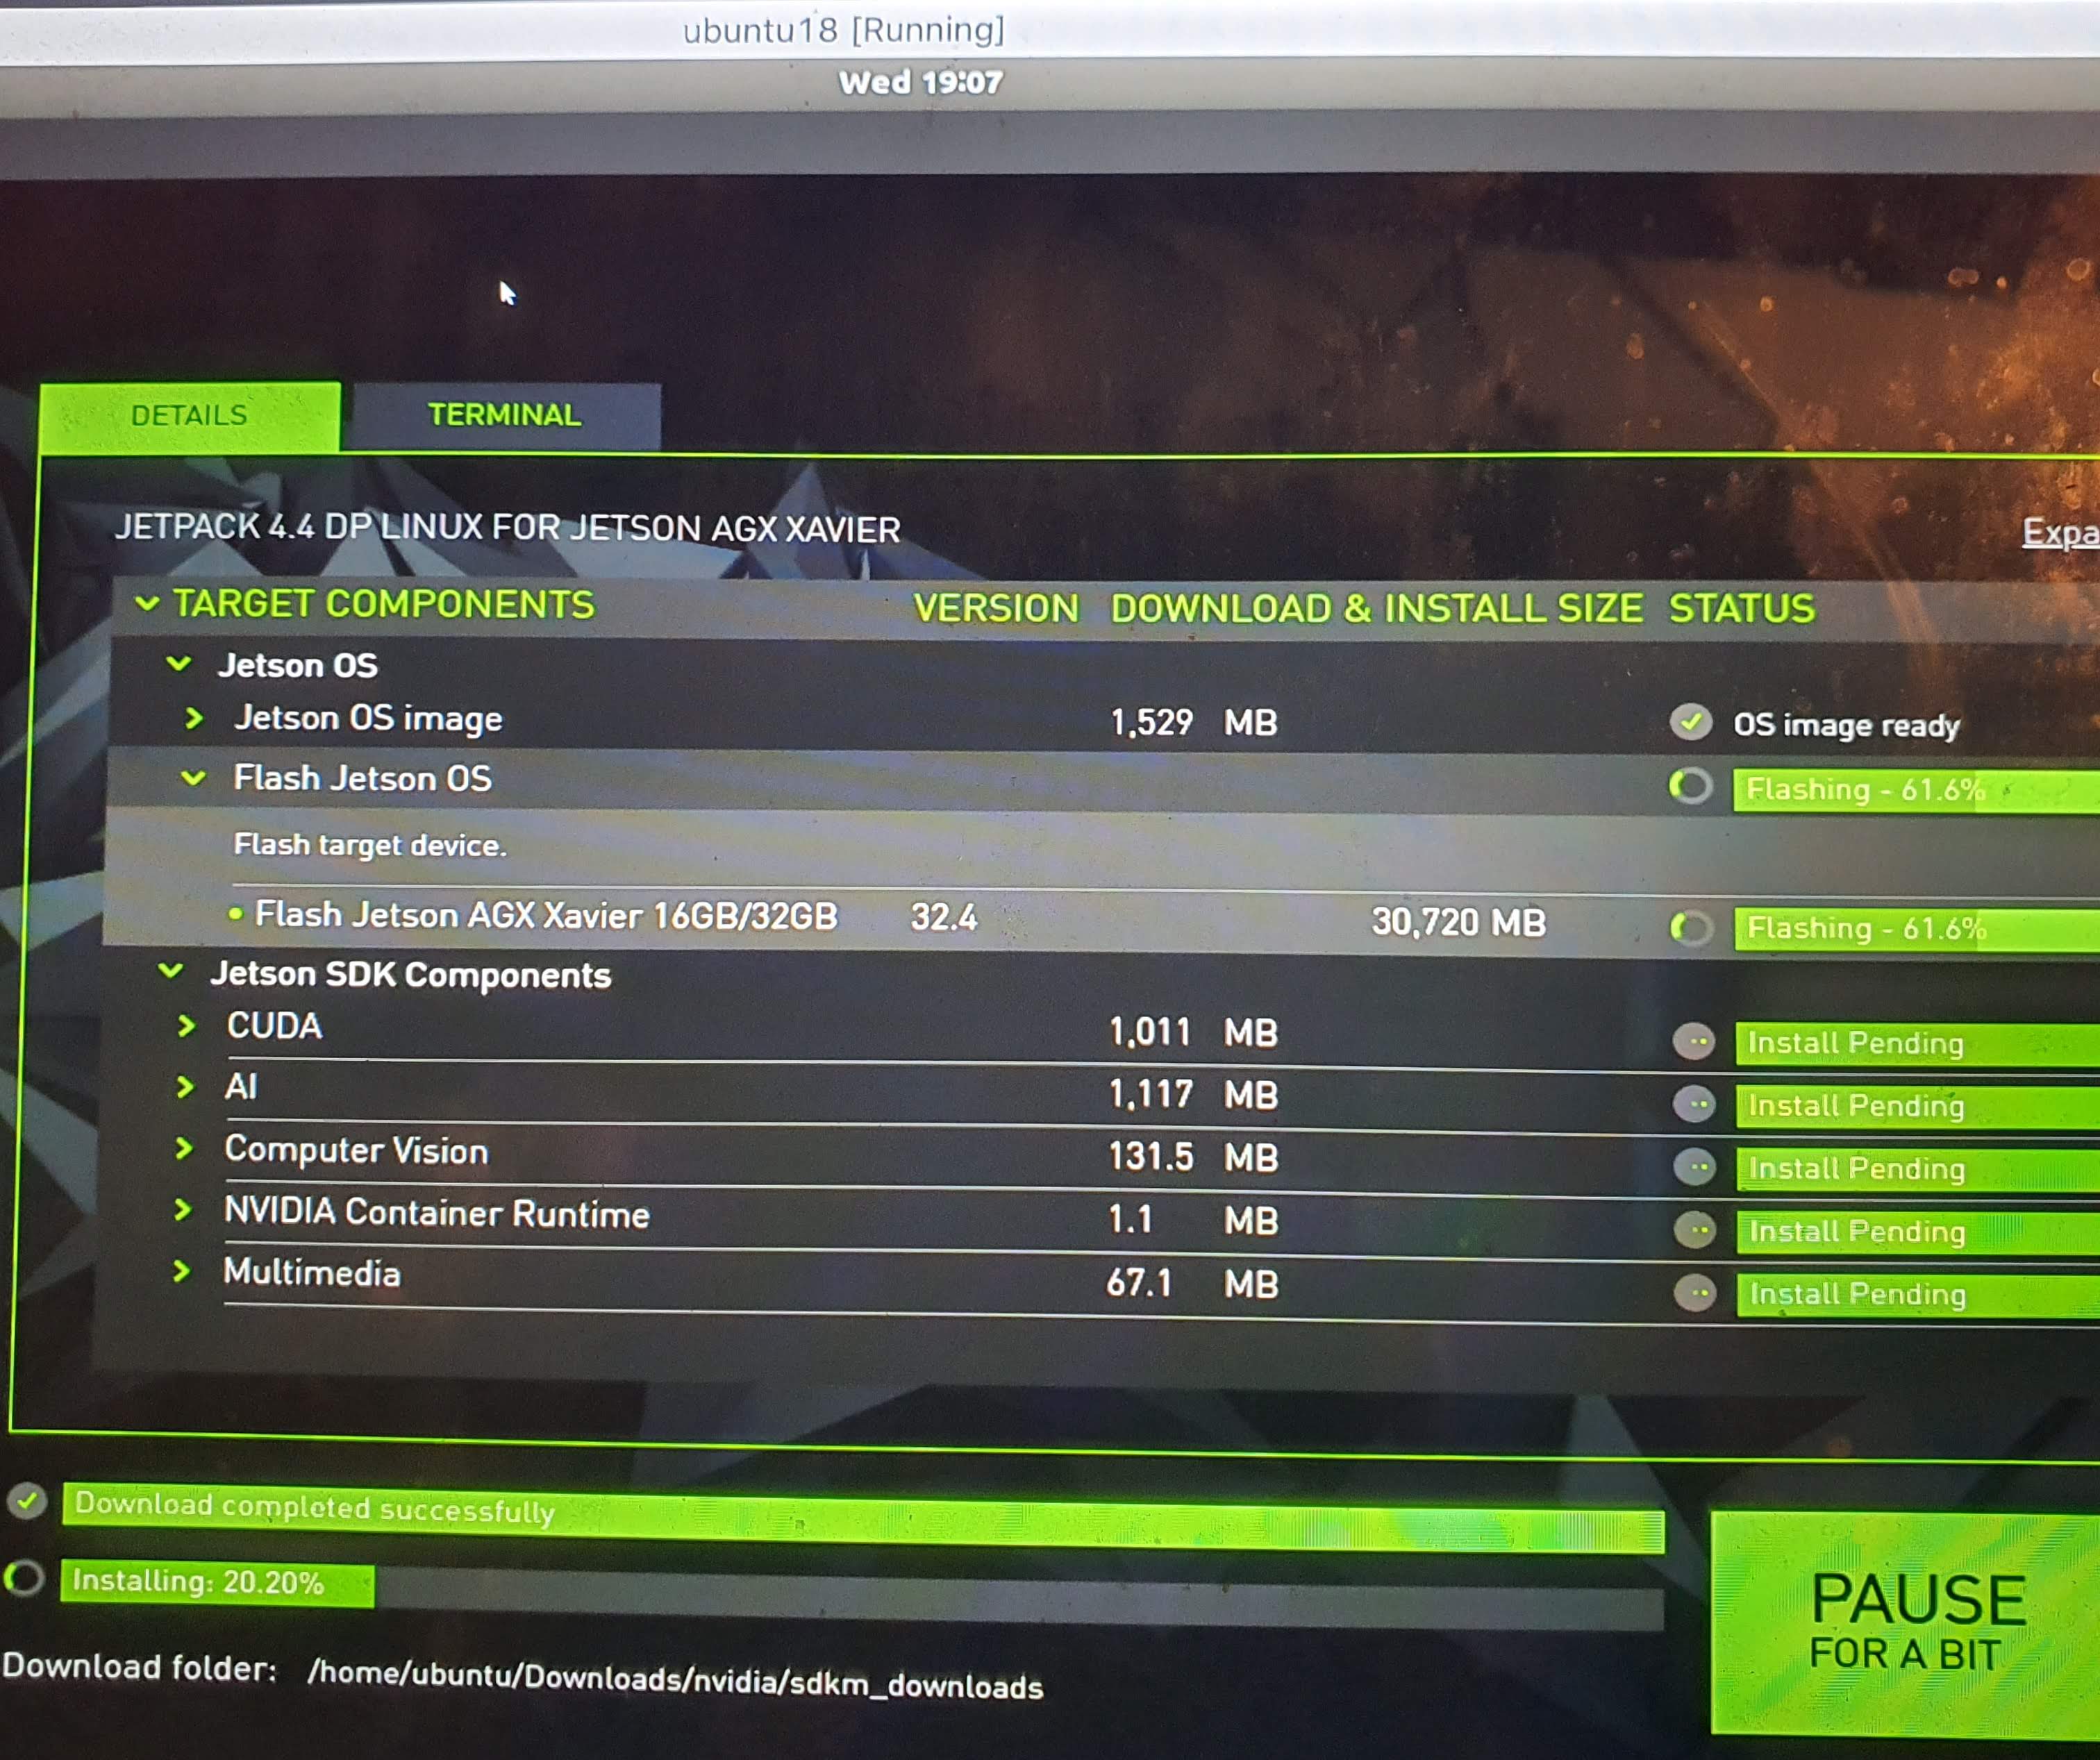 ubuntu18 [Running]
Wed 19:07
DETAILS TERMINAL
JETPACK 4.4 DP LINUX FOR JETSON AGX XAVIER Expa
TARGET COMPONENTS VERSION DOWNLOAD & INSTALL SIZE STATUS
Jetson OS
Jetson OS image 1,529 MB OS image ready
Flash Jetson OS Flashing - 61.6%
Flash target device.
Flash Jetson AGX Xavier 16GB/32GB 32.4 30,720 MB Flashing - 61.6%
Jetson SDK Components
CUDA 1,011 MB Install Pending
AI 1,117 MB Install Pending
Computer Vision 131.5 MB Install Pending
NVIDIA Container Runtime 1.1 MB Install Pending
Multimedia 67.1 MB Install Pending
Download completed successfully
Installing: 20.20%
PAUSE
FOR A BIT
Download folder: /home/ubuntu/Downloads/nvidia/sdkm_downloads